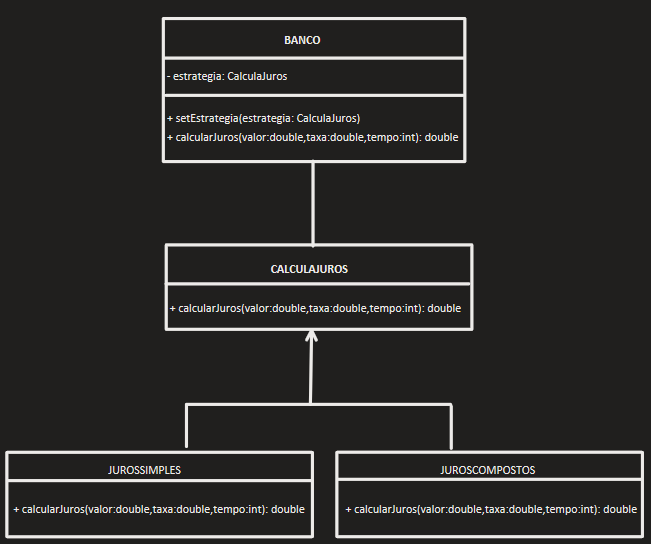 BANCO
- estrategia: CalculaJuros
+ setEstrategia(estrategia: CalculaJuros)
+ calcularJuros(valor:double,taxa:double,tempo:int): double
CALCULAJUROS
+ calcularJuros(valor:double,taxa:double,tempo:int): double
JUROSSIMPLES
+ calcularJuros(valor:double,taxa:double,tempo:int): double
JUROSCOMPOSTOS
+ calcularJuros(valor:double,taxa:double,tempo:int): double